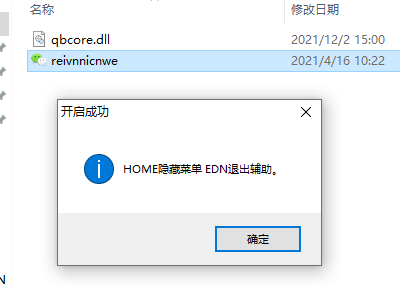 名称
修改日期
qbcore.dll
2021/12/2 15:00
reivnnicnwe
2021/4/16 10:22
开启成功
HOME隐藏菜单 EDN退出辅助。
确定
N